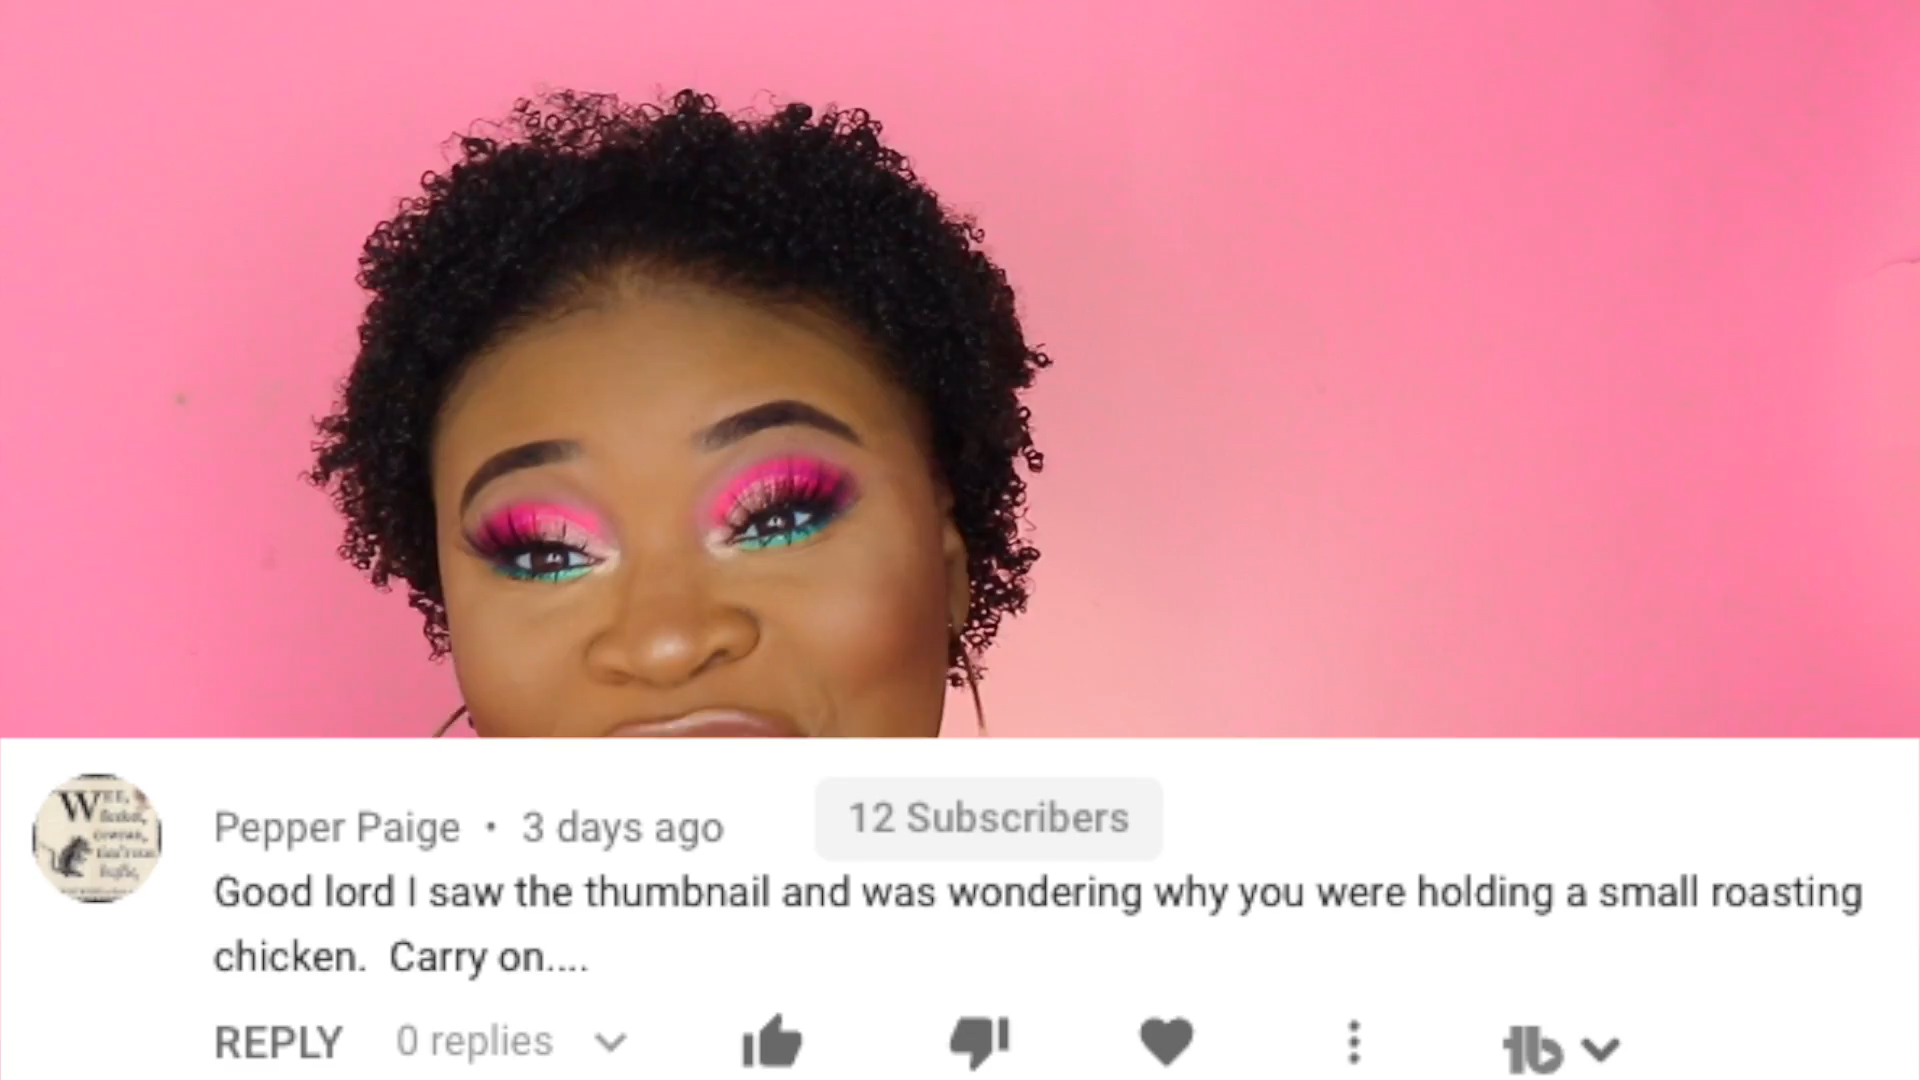 Pepper Paige • 3 days ago
12 Subscribers
Good lord I saw the thumbnail and was wondering why you were holding a small roasting
chicken. Carry on....
REPLY 0 replies